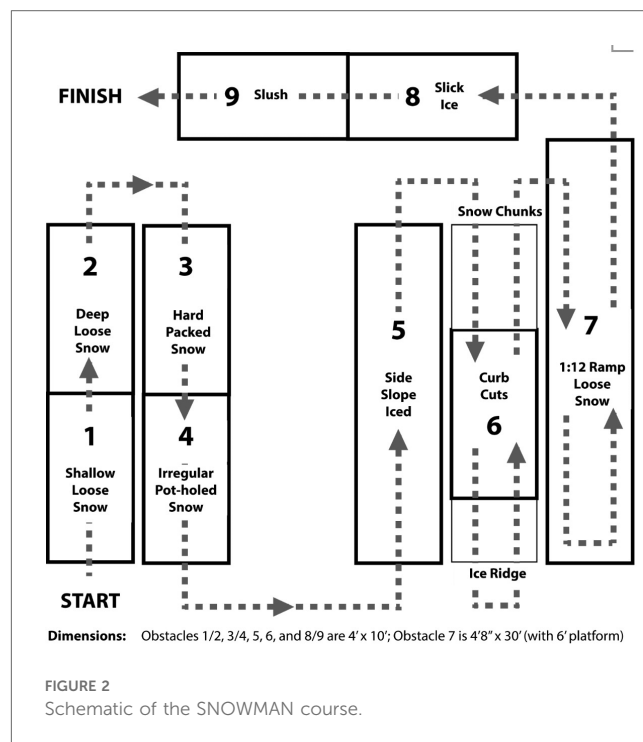 FINISH
9 Slush
8 Slick
Ice
2
Deep
Loose
Snow
1
Shallow
Loose
Snow
START
3
Hard
Packed
Snow
4
Irregular
Pot-holed
Snow
5
Side
Slope
Iced
Snow Chunks
Curb
Cuts
6
Ice Ridge
7
1:12 Ramp
Loose
Snow
Dimensions: Obstacles 1/2, 3/4, 5, 6, and 8/9 are 4' x 10'; Obstacle 7 is 4'8" x 30' (with 6' platform)
FIGURE 2
Schematic of the SNOWMAN course.